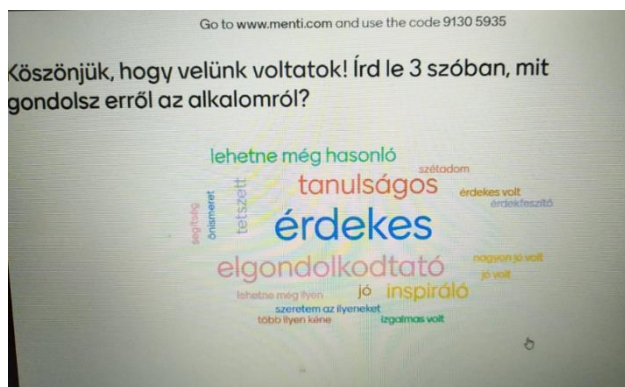 Go to www.menti.com and use the code 9130 5935
Köszönjük, hogy velünk voltatok! Írd le 3 szóban, mit
gondolsz erről az alkalomról?
lehetne még hasonló
szétadom
tanulságos
érdekes volt
érdekfeszítő
segítség
önismeret
tetszett
érdekes
elgondolkodtató
nagyon jó volt
jó volt
lehetne még ilyen
jó
inspiráló
szeretem az ilyeneket
több ilyen kéne
izgalmas volt